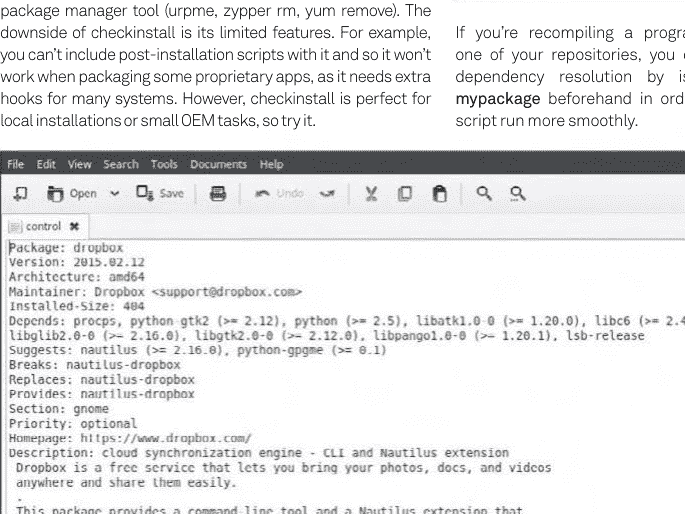 package manager tool (urpme, zypper rm, yum remove). The
downside of checkinstall is its limited features. For example,
you can't include post-installation scripts with it and so it won't
work when packaging some proprietary apps, as it needs extra
hooks for many systems. However, checkinstall is perfect for
local installations or small OEM tasks, so try it.
If you're recompiling a progra
one of your repositories, you
dependency resolution by is
mypackage beforehand in ord
script run more smoothly.
File Edit View Search Tools Documents Help
Open Save Undo
control
Package: dropbox
Version: 2015.02.12
Architecture: amd64
Maintainer: Dropbox <support@dropbox.com>
Installed-Size: 404
Depends: procps, python-gtk2 (>= 2.12), python (>= 2.5), libatk1.0-0 (>= 1.20.0), libc6 (>= 2.4
libglib2.0-0 (>= 2.16.0), libgtk2.0-0 (>= 2.12.0), libpango1.0-0 (>= 1.20.1), lsb-release
Suggests: nautilus (>= 2.16.0), python-gpgme (>= 0.1)
Breaks: nautilus-dropbox
Replaces: nautilus-dropbox
Provides: nautilus-dropbox
Section: gnome
Priority: optional
Homepage: https://www.dropbox.com/
Description: cloud synchronization engine - CLI and Nautilus extension
Dropbox is a free service that lets you bring your photos, docs, and videos
anywhere and share them easily.
.
This package provides a command-line tool and a Nautilus extension that